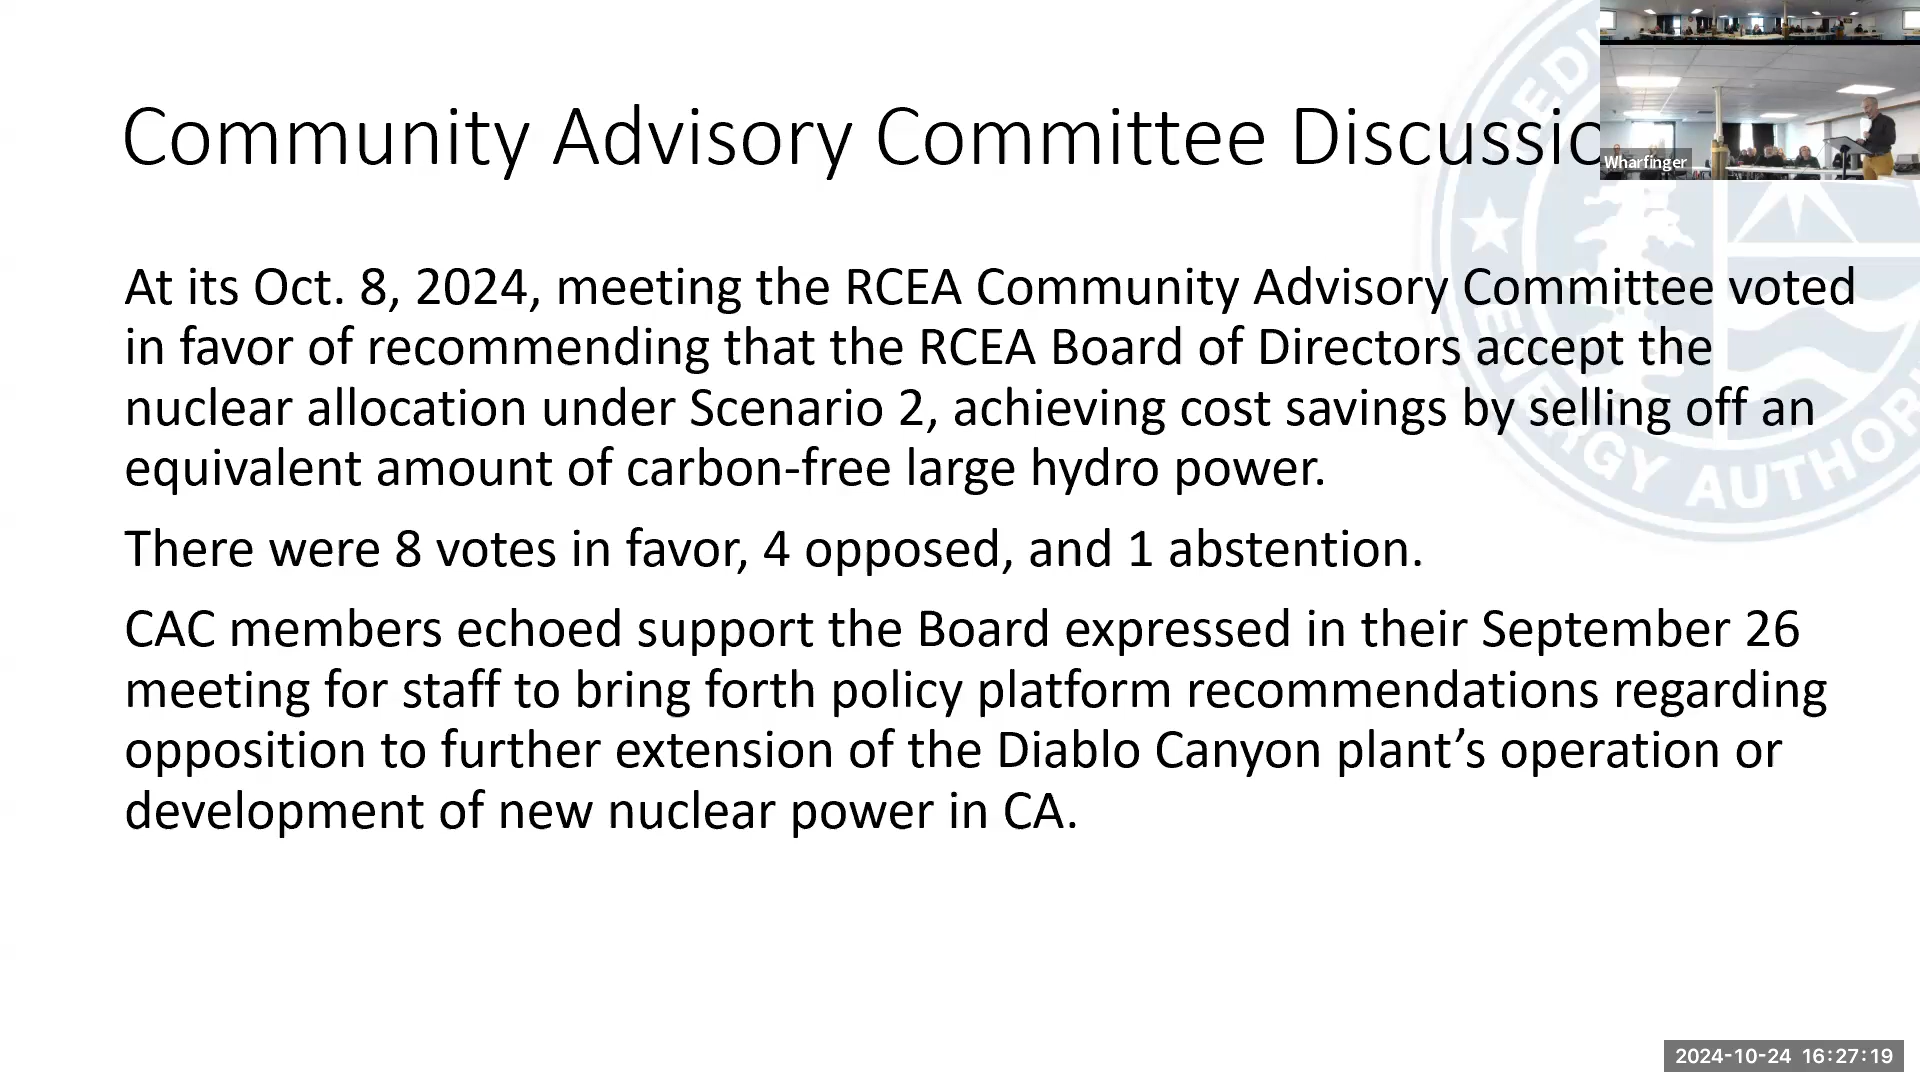 Community Advisory Committee Discussio
Wharfinger
At its Oct. 8, 2024, meeting the RCEA Community Advisory Committee voted
in favor of recommending that the RCEA Board of Directors accept the
nuclear allocation under Scenario 2, achieving cost savings by selling off an
equivalent amount of carbon-free large hydro power.
There were 8 votes in favor, 4 opposed, and 1 abstention.
CAC members echoed support the Board expressed in their September 26
meeting for staff to bring forth policy platform recommendations regarding
opposition to further extension of the Diablo Canyon plant’s operation or
development of new nuclear power in CA.
ENERGY AUTHOR
2024-10-24 16:27:19